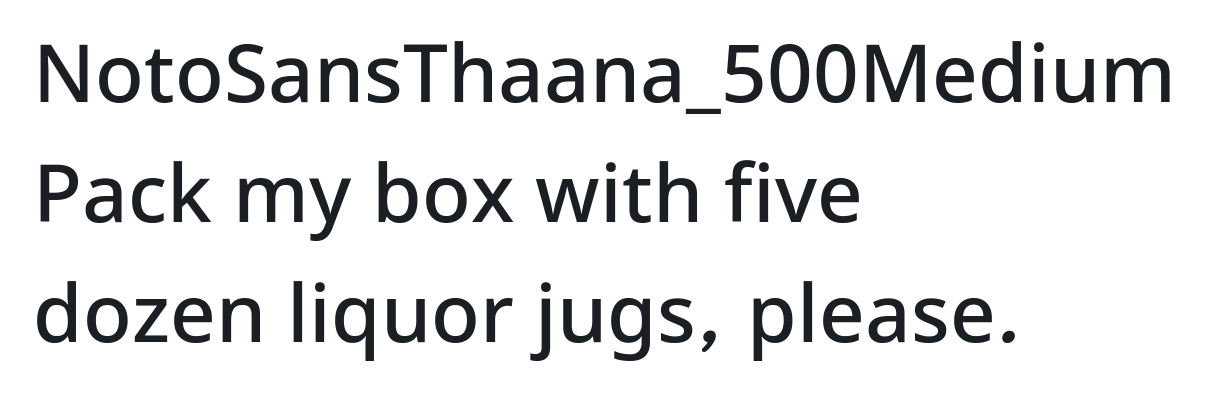 NotoSansThaana_500Medium
Pack my box with five
dozen liquor jugs, please.